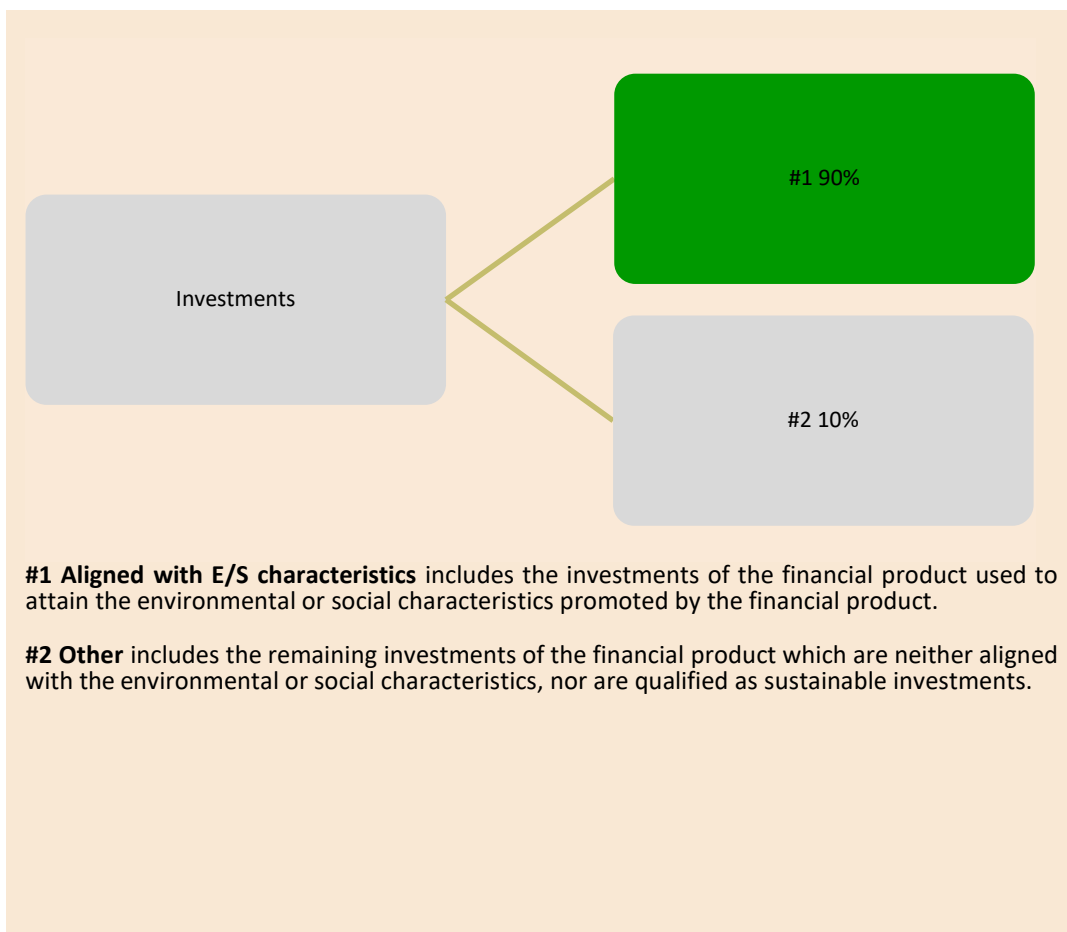 #1 90%
Investments
#2 10%
#1 Aligned with E/S characteristics includes the investments of the financial product used to
attain the environmental or social characteristics promoted by the financial product.
#2 Other includes the remaining investments of the financial product which are neither aligned
with the environmental or social characteristics, nor are qualified as sustainable investments.